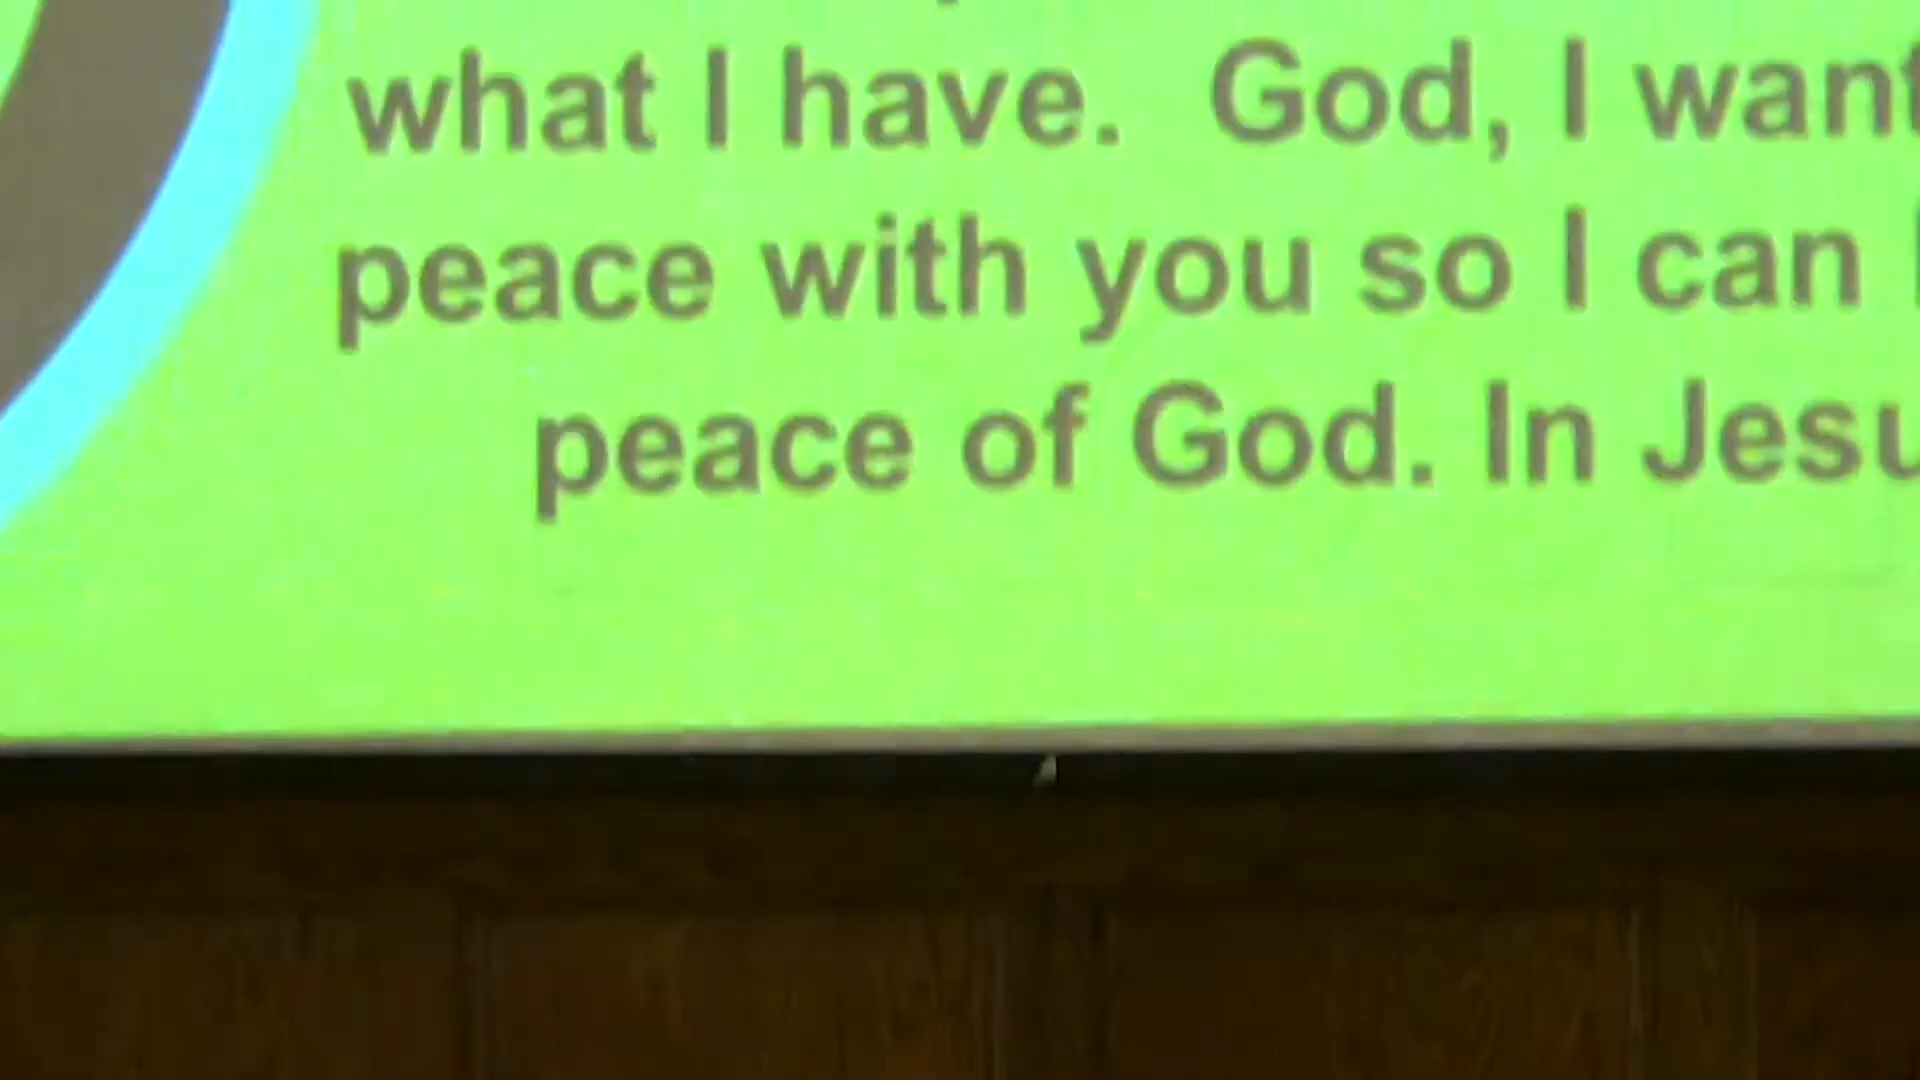 what I have. God, I want
peace with you so I can
peace of God. In Jesu